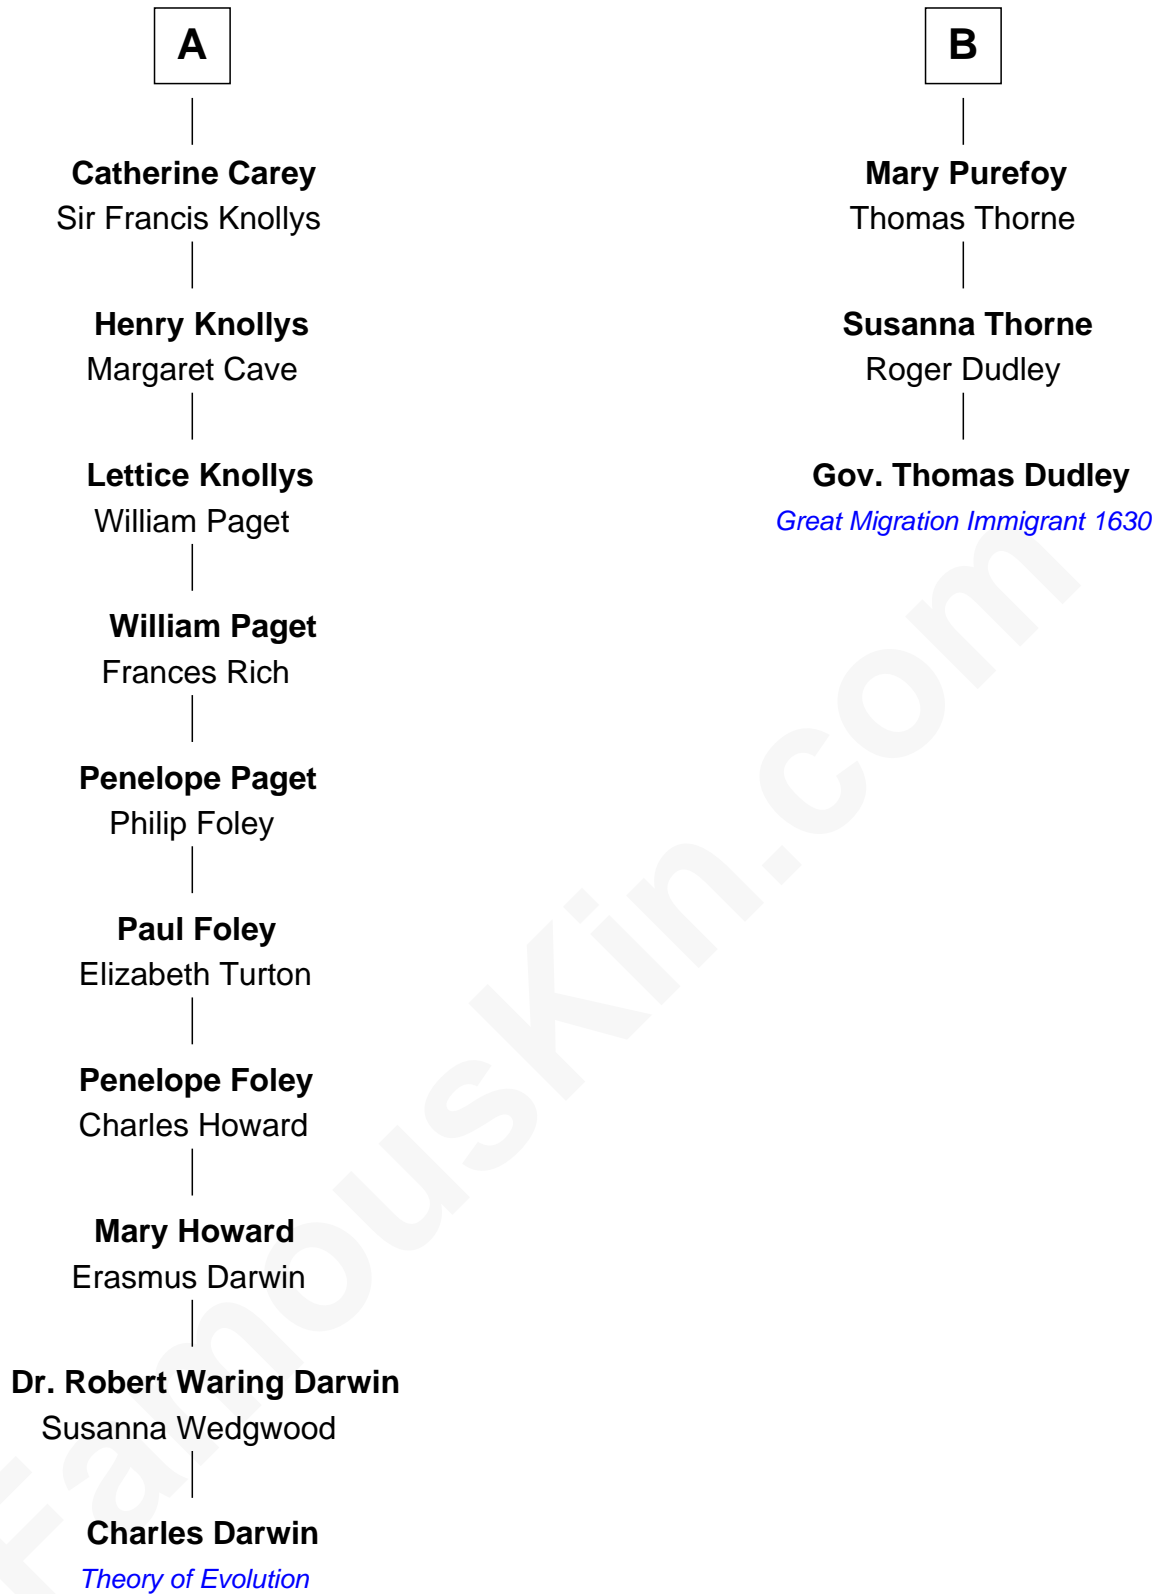 A
Catherine Carey
Sir Francis Knollys
Henry Knollys
Margaret Cave
Lettice Knollys
William Paget
William Paget
Frances Rich
Penelope Paget
Philip Foley
Paul Foley
Elizabeth Turton
Penelope Foley
Charles Howard
Mary Howard
Erasmus Darwin
Dr. Robert Waring Darwin
Susanna Wedgwood
Charles Darwin
Theory of Evolution
B
Mary Purefoy
Thomas Thorne
Susanna Thorne
Roger Dudley
Gov. Thomas Dudley
Great Migration Immigrant 1630
FamousKin.com